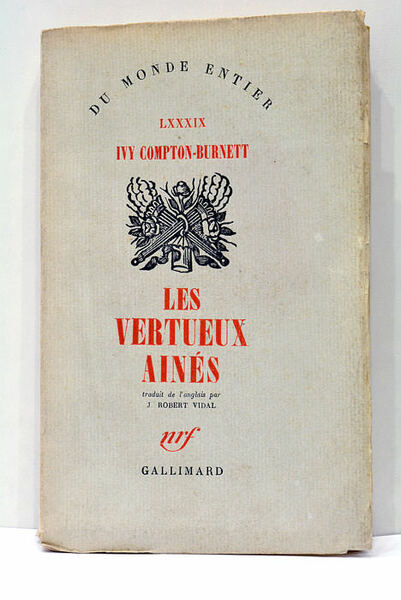 DU MONDE ENTIER
LXXXIX
IVY COMPTON-BURNETT
LES
VERTUEUX
AINÉS
traduit de l'anglais par
J. ROBERT VIDAL
nrf
GALLIMARD